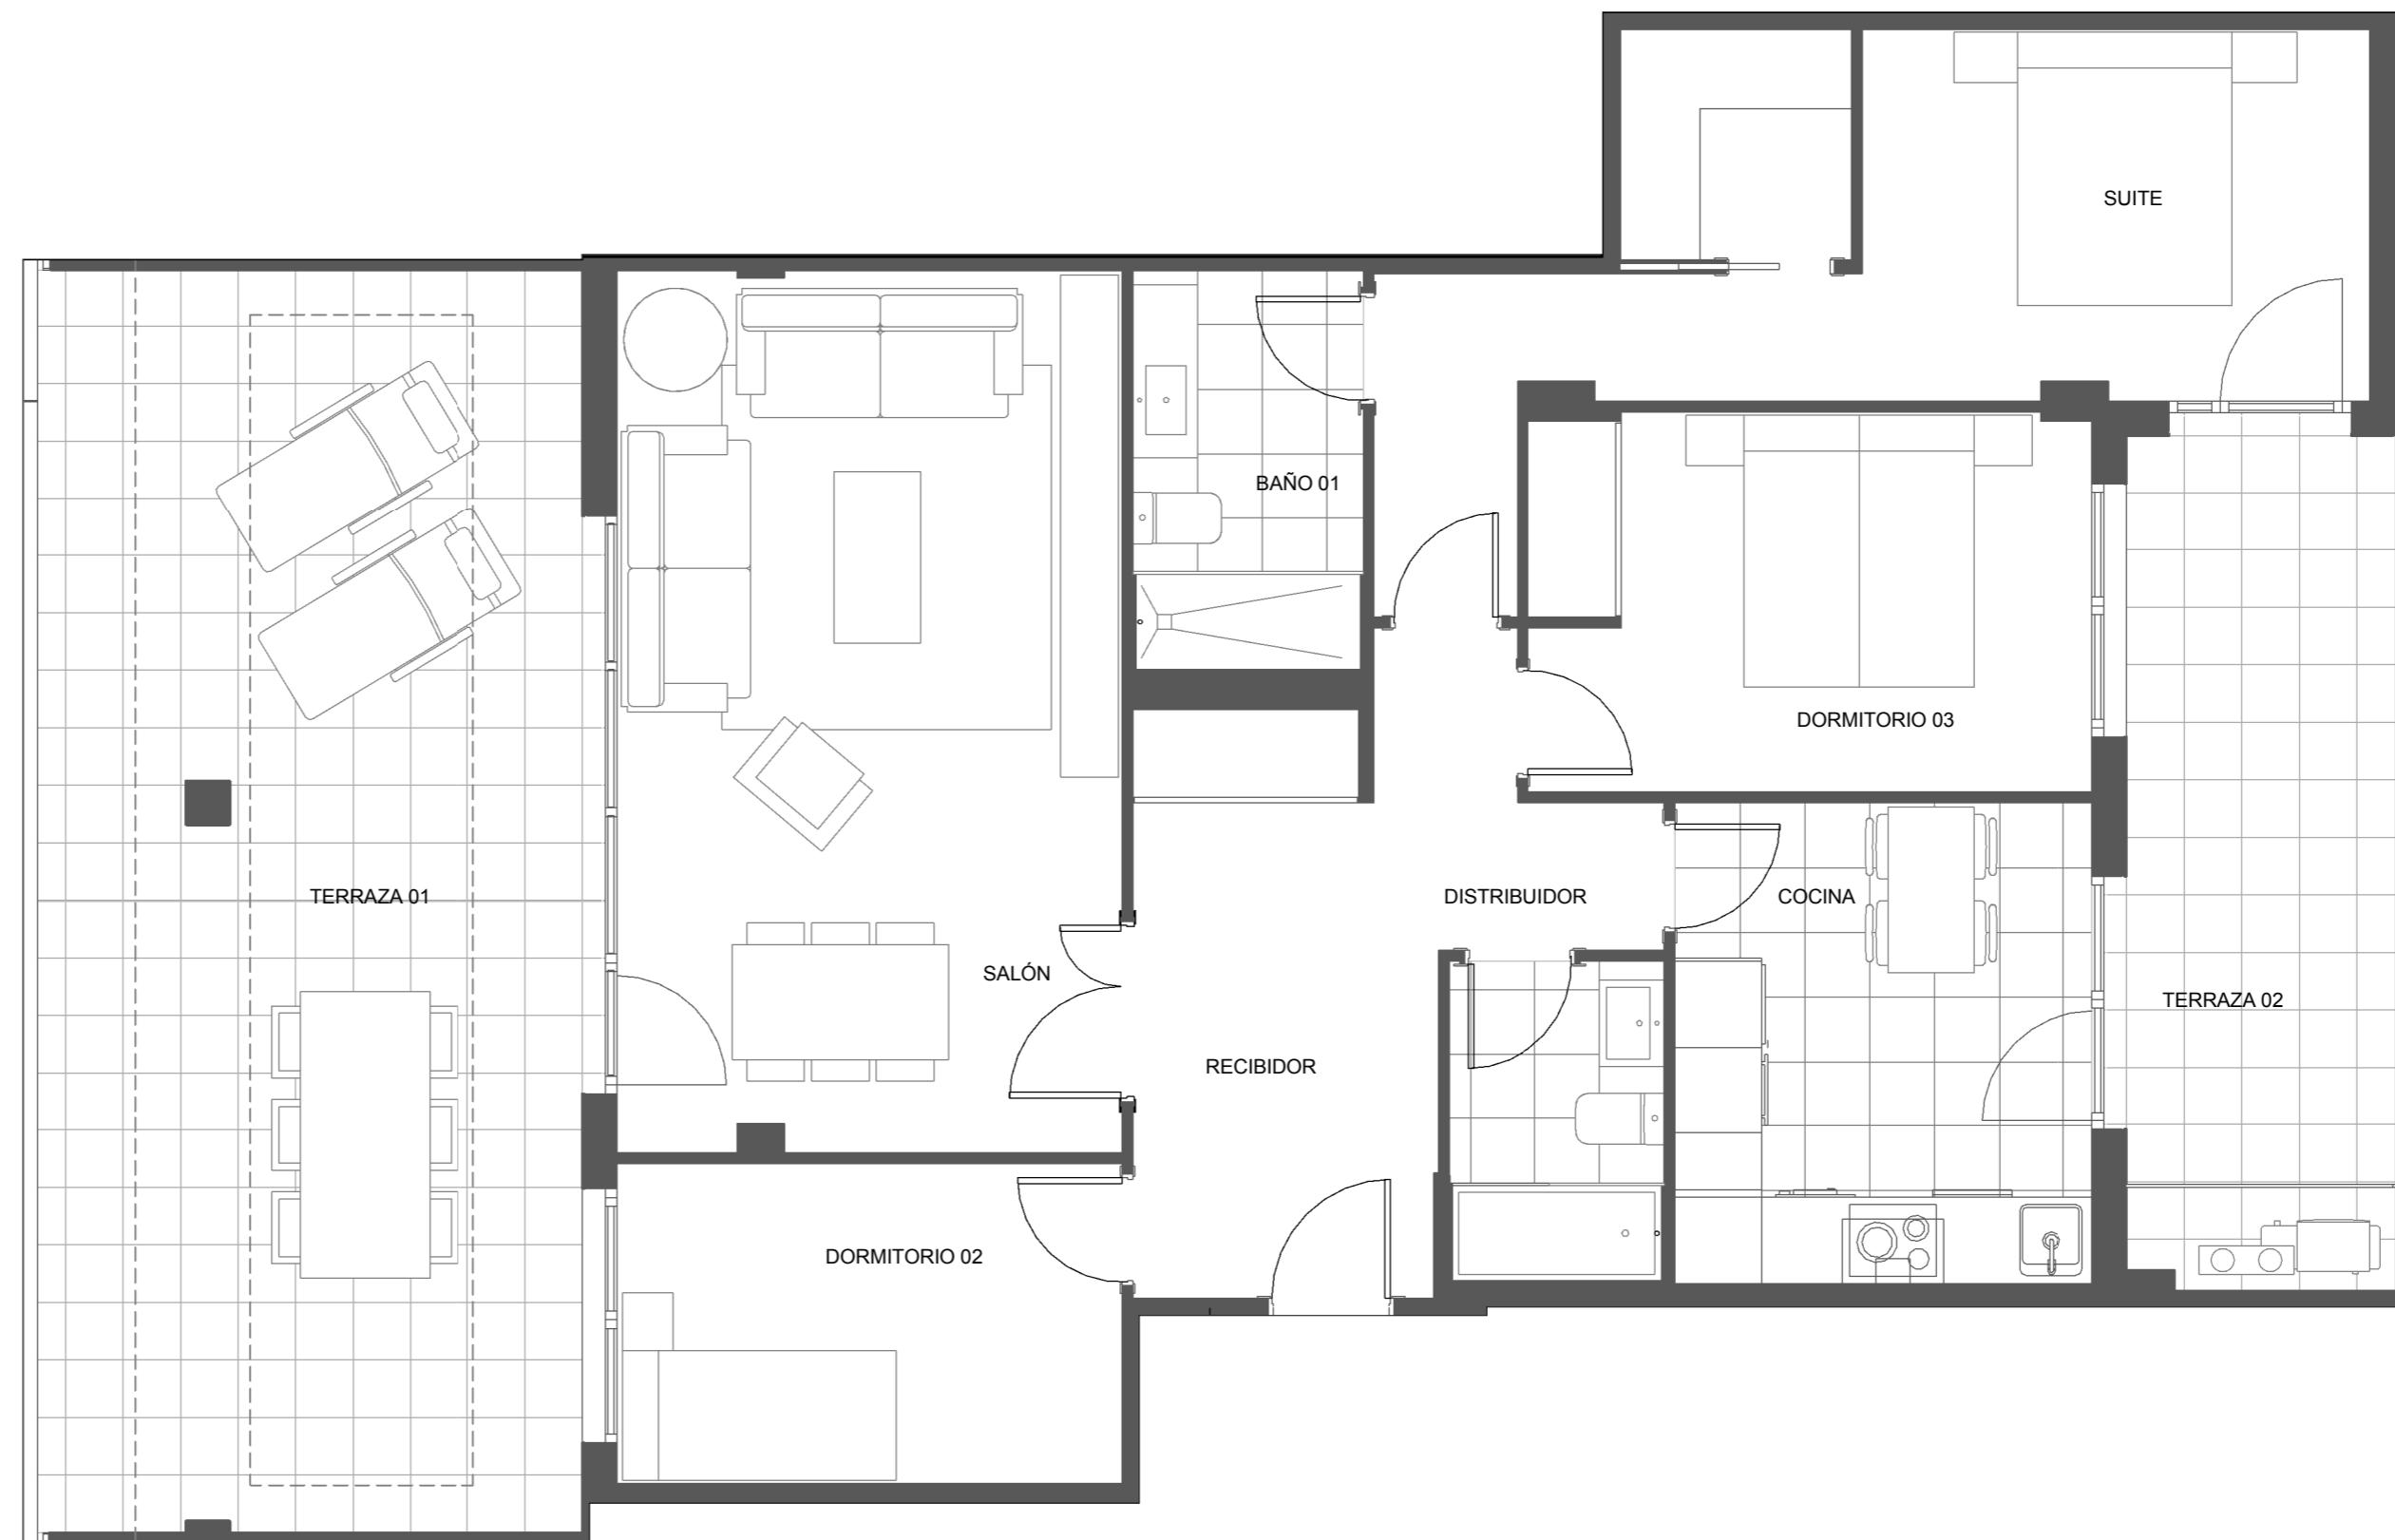 SUITE
BAÑO 01
DORMITORIO 03
TERRAZA 01
DISTRIBUIDOR
COCINA
SALÓN
TERRAZA 02
RECIBIDOR
DORMITORIO 02